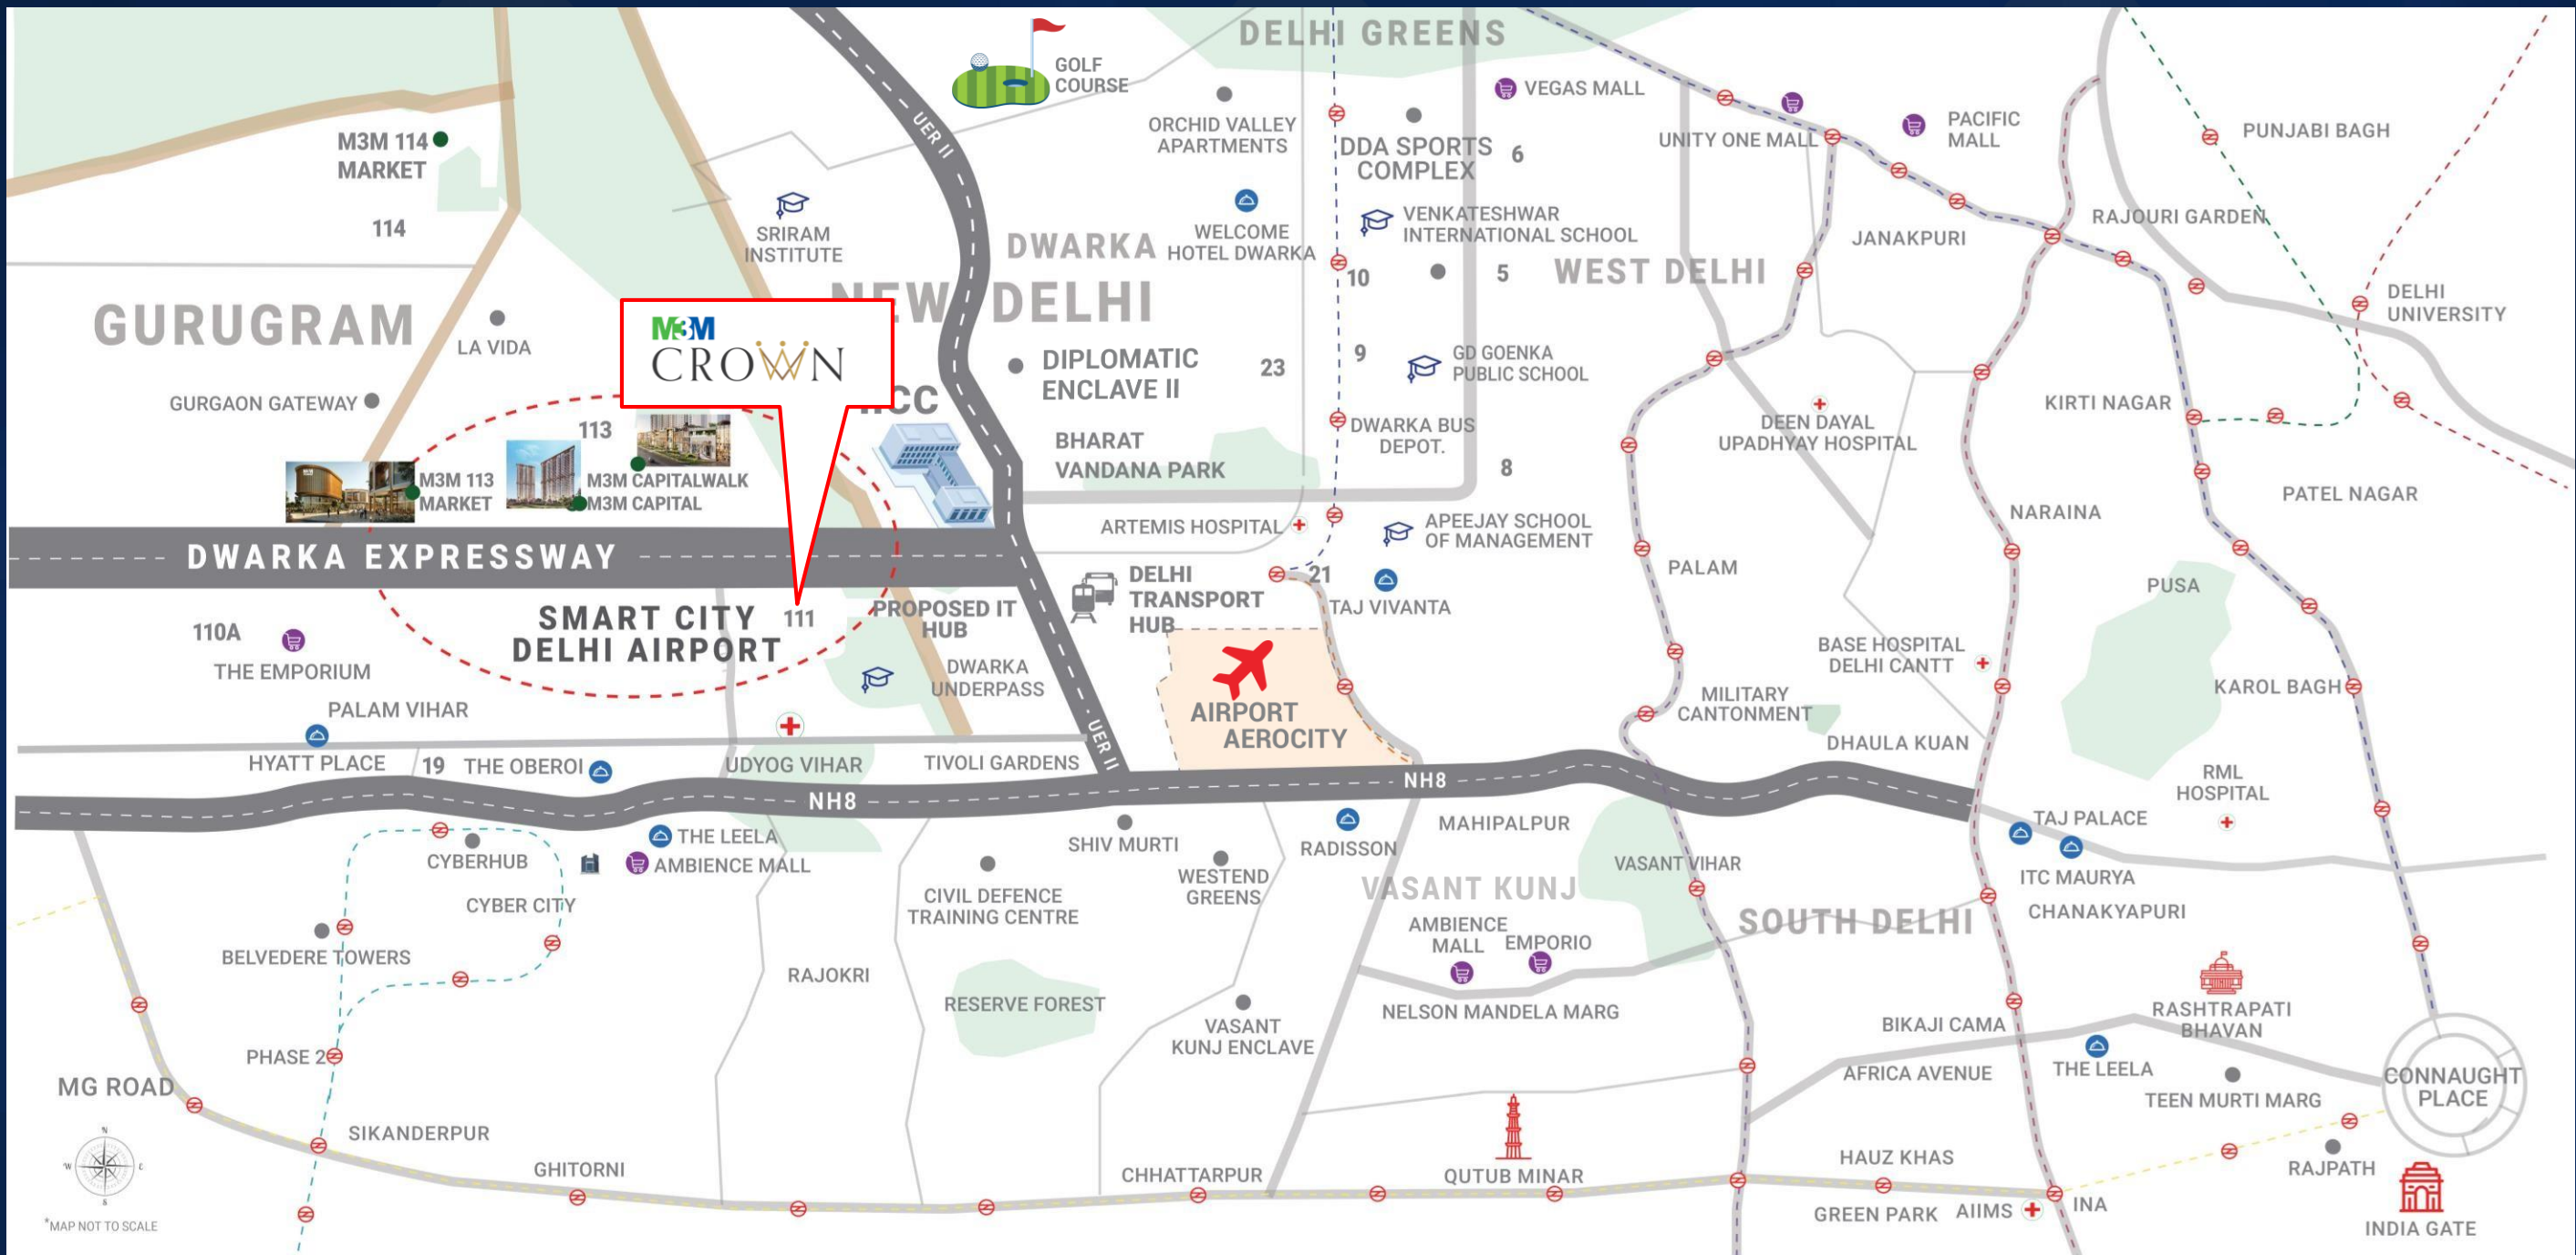 DELHI GREENS
GOLF
COURSE
VEGAS MALL
PACIFIC
MALL
PUNJABI BAGH
M3M 114
MARKET
UER II
ORCHID VALLEY
APARTMENTS
DDA SPORTS
COMPLEX
6
UNITY ONE MALL
114
SRIRAM
INSTITUTE
DWARKA
WELCOME
HOTEL DWARKA
VENKATESHWAR
INTERNATIONAL SCHOOL
RAJOURI GARDEN
JANAKPURI
10
5
WEST DELHI
GURUGRAM
NEW DELHI
DELHI
UNIVERSITY
LA VIDA
M3M
CROWN
DIPLOMATIC
ENCLAVE II
23
9
GD GOENKA
PUBLIC SCHOOL
GURGAON GATEWAY
KIRTI NAGAR
113
BHARAT
VANDANA PARK
DWARKA BUS
DEPOT.
DEEN DAYAL
UPADHYAY HOSPITAL
8
M3M 113
MARKET
M3M CAPITALWALK
M3M CAPITAL
PATEL NAGAR
NARAINA
ARTEMIS HOSPITAL
APEEJAY SCHOOL
OF MANAGEMENT
DWARKA EXPRESSWAY
PALAM
DELHI
TRANSPORT
HUB
21
TAJ VIVANTA
PUSA
SMART CITY
DELHI AIRPORT
111
PROPOSED IT
HUB
110A
THE EMPORIUM
DWARKA
UNDERPASS
BASE HOSPITAL
DELHI CANTT
AIRPORT
AEROCITY
MILITARY
CANTONMENT
KAROL BAGH
PALAM VIHAR
UER II
DHAULA KUAN
HYATT PLACE
19
THE OBEROI
UDYOG VIHAR
TIVOLI GARDENS
NH8
NH8
RML
HOSPITAL
TAJ PALACE
THE LEELA
AMBIENCE MALL
CYBERHUB
SHIV MURTI
RADISSON
MAHIPALPUR
VASANT VIHAR
WESTEND
GREENS
VASANT KUNJ
ITC MAURYA
CHANAKYAPURI
CYBER CITY
CIVIL DEFENCE
TRAINING CENTRE
SOUTH DELHI
AMBIENCE
MALL
EMPORIO
BELVEDERE TOWERS
RAJOKRI
RESERVE FOREST
NELSON MANDELA MARG
RASHTRAPATI
BHAVAN
VASANT
KUNJ ENCLAVE
BIKAJI CAMA
PHASE 2
MG ROAD
AFRICA AVENUE
THE LEELA
TEEN MURTI MARG
CONNAUGHT
PLACE
N
W
S
SIKANDERPUR
GHITORNI
CHHATTARPUR
QUTUB MINAR
HAUZ KHAS
RAJPATH
GREEN PARK
AIIMS
INA
INDIA GATE
*MAP NOT TO SCALE